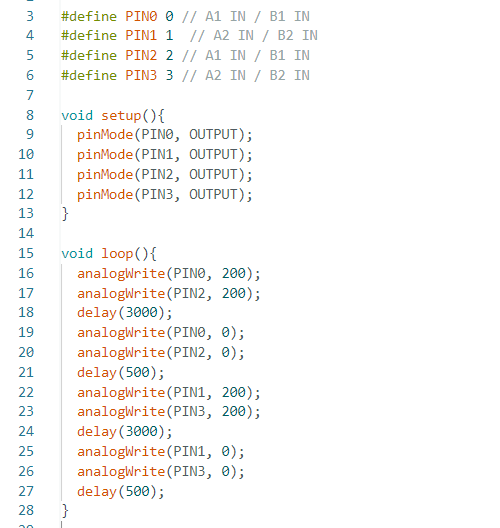 3 #define PIN0 0 // A1 IN / B1 IN
4 #define PIN1 1  // A2 IN / B2 IN
5 #define PIN2 2 // A1 IN / B1 IN
6 #define PIN3 3 // A2 IN / B2 IN
7
8 void setup(){
9   pinMode(PIN0, OUTPUT);
10   pinMode(PIN1, OUTPUT);
11   pinMode(PIN2, OUTPUT);
12   pinMode(PIN3, OUTPUT);
13 }
14
15 void loop(){
16   analogWrite(PIN0, 200);
17   analogWrite(PIN2, 200);
18   delay(3000);
19   analogWrite(PIN0, 0);
20   analogWrite(PIN2, 0);
21   delay(500);
22   analogWrite(PIN1, 200);
23   analogWrite(PIN3, 200);
24   delay(3000);
25   analogWrite(PIN1, 0);
26   analogWrite(PIN3, 0);
27   delay(500);
28 }